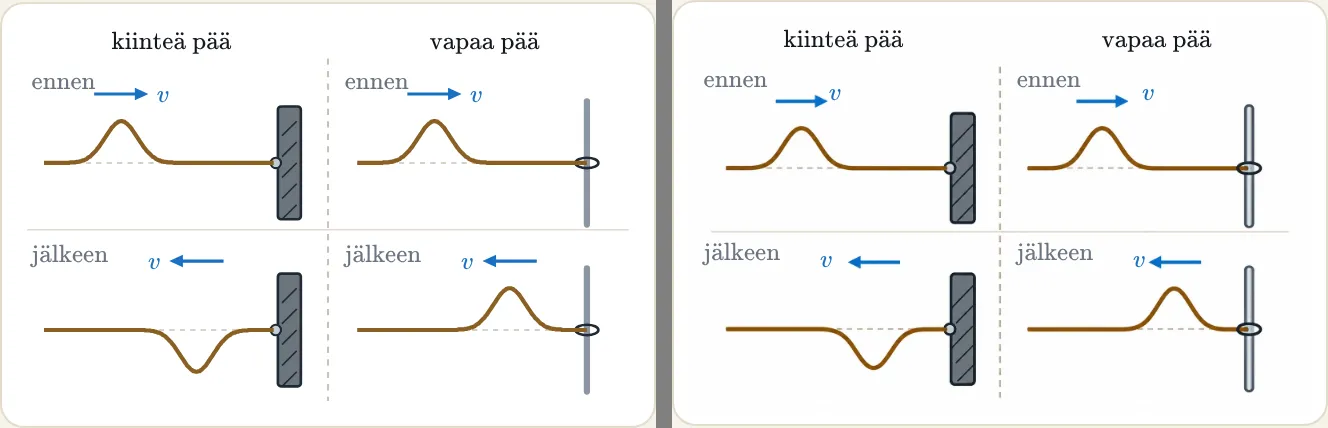 kiinteä pää
vapaa pää
ennen
v
ennen
v
jälkeen
v
jälkeen
v
kiinteä pää
vapaa pää
ennen
v
ennen
v
jälkeen
v
jälkeen
v